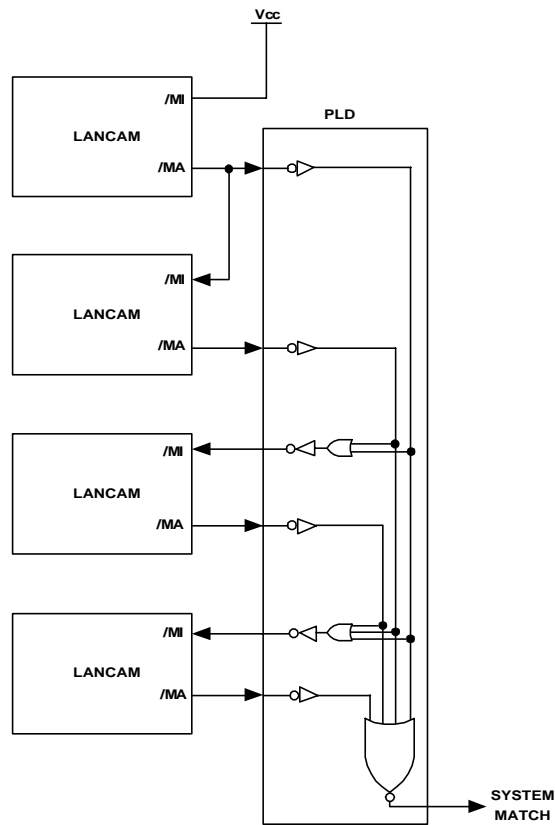 Vcc
/MI
LANCAM
/MA
PLD
/MI
LANCAM
/MA
/MI
LANCAM
/MA
/MI
LANCAM
/MA
SYSTEM
MATCH